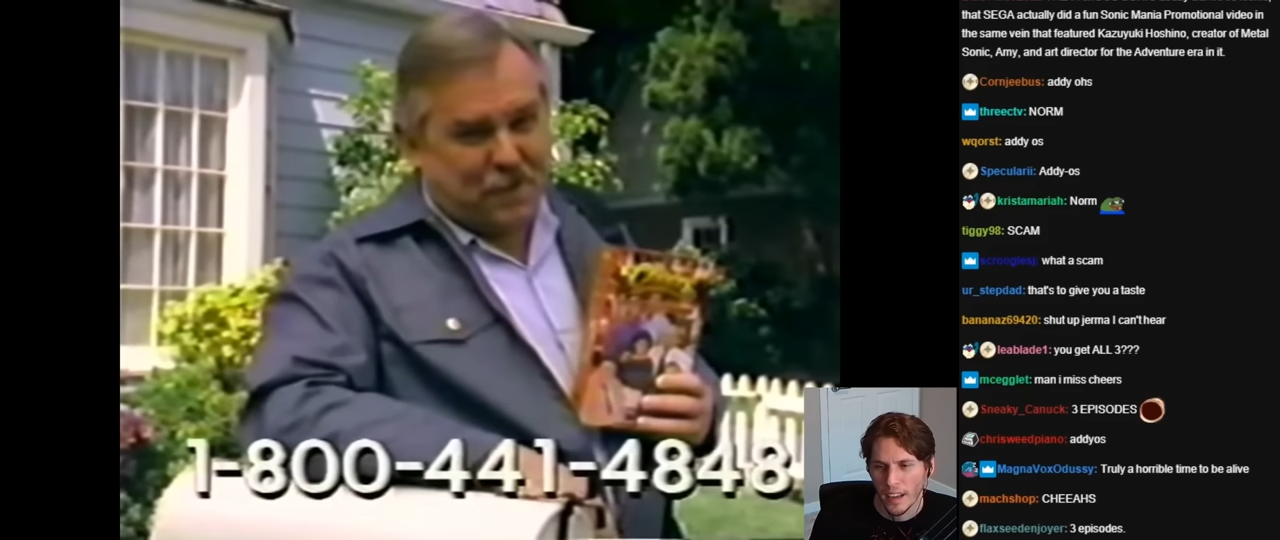 1-800-441-4848
that SEGA actually did a fun Sonic Mania Promotional video in
the same vein that featured Kazuyuki Hoshino, creator of Metal
Sonic, Amy, and art director for the Adventure era in it.
Cornjeebus: addy ohs
threectv: NORM
wqorst: addy os
Specularii: Addy-os
kristamariah: Norm
tiggy98: SCAM
what a scam
ur_stepdad: that's to give you a taste
bananaz69420: shut up jerma I can't hear
leablade1: you get ALL 3???
mcegglet: man i miss cheers
Sneaky_Canuck: 3 EPISODES
chrisweedpiano: addyos
MagnaVoxOdussy: Truly a horrible time to be alive
machshop: CHEEAHS
flaxseedenjoyer: 3 episodes.